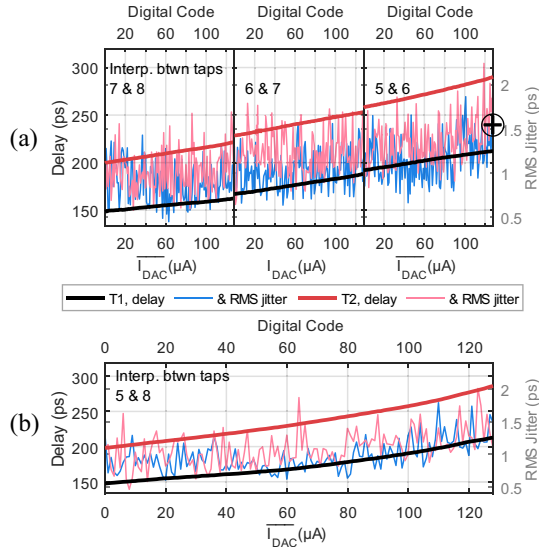 Digital Code Digital Code Digital Code
20 60 100 20 60 100 20 60 100
Interp. btwn taps
7 & 8 6 & 7 5 & 6
(a)
Delay (ps)
300
250
200
150
2
1.5
1
0.5
RMS Jitter (ps)
20 60 100 20 60 100 20 60 100
I_DAC(μA) I_DAC(μA) I_DAC(μA)
T1, delay & RMS jitter T2, delay & RMS jitter
Digital Code
0 20 40 60 80 100 120
Interp. btwn taps
5 & 8
(b)
Delay (ps)
300
250
200
150
2
1.5
1
0.5
RMS Jitter (ps)
0 20 40 60 80 100 120
I_DAC(μA)